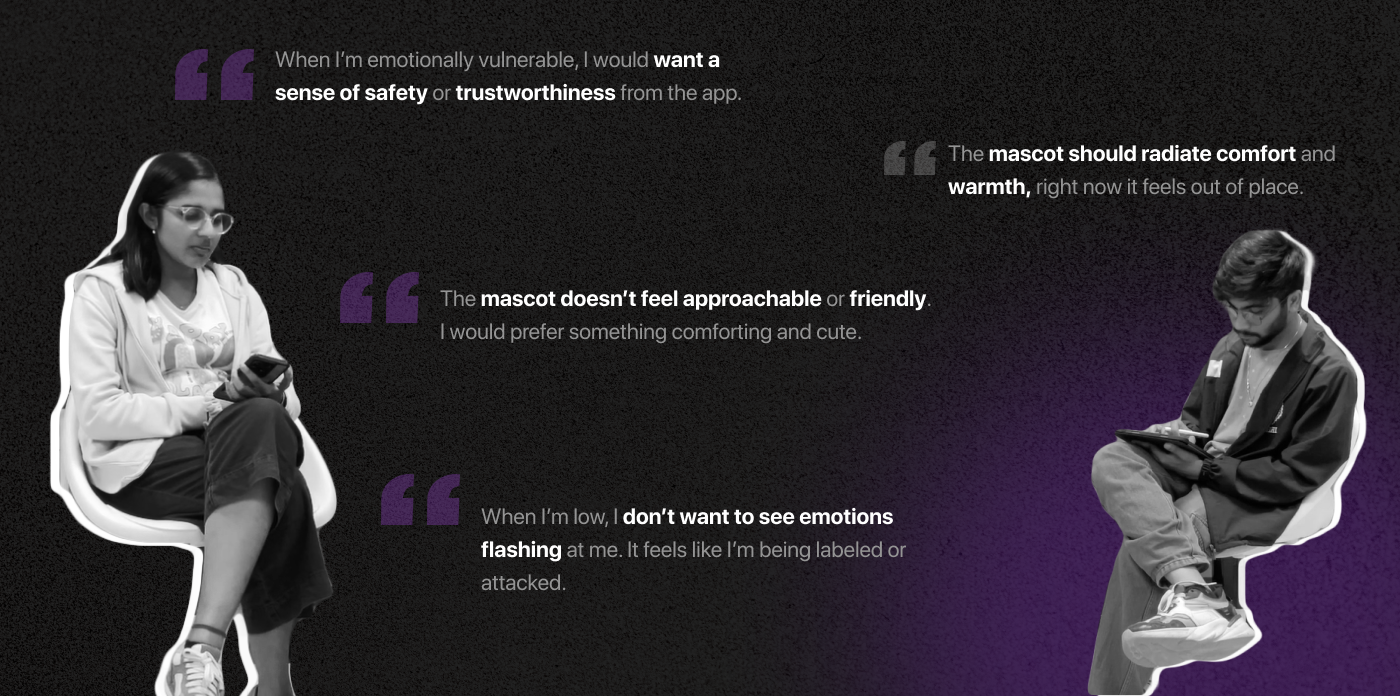 When I’m emotionally vulnerable, I would want a
sense of safety or trustworthiness from the app.
The mascot should radiate comfort and
warmth, right now it feels out of place.
The mascot doesn’t feel approachable or friendly.
I would prefer something comforting and cute.
When I’m low, I don’t want to see emotions
flashing at me. It feels like I’m being labeled or
attacked.